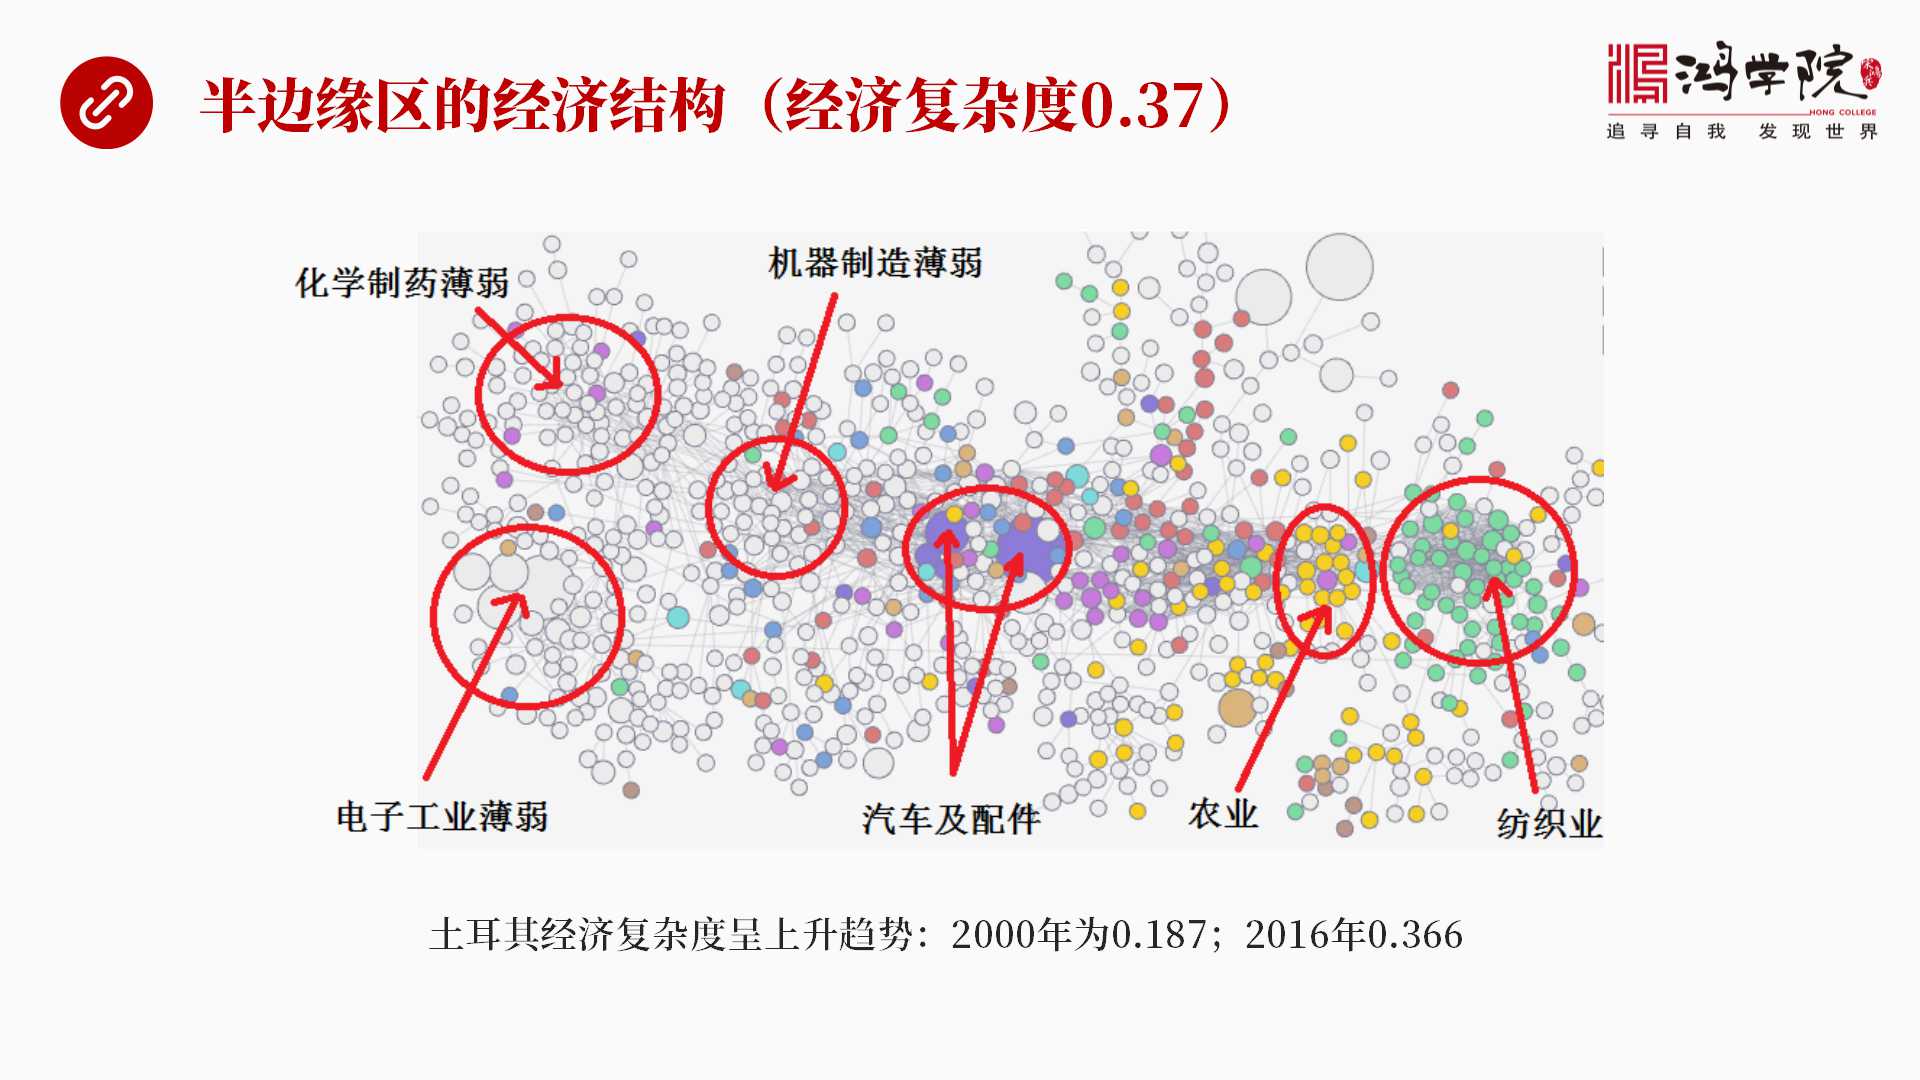 半边缘区的经济结构（经济复杂度0.37）
鸿学院
HONG COLLEGE
追寻自我 发现世界
机器制造薄弱
化学制药薄弱
电子工业薄弱
汽车及配件
农业
纺织业
土耳其经济复杂度呈上升趋势：2000年为0.187；2016年0.366